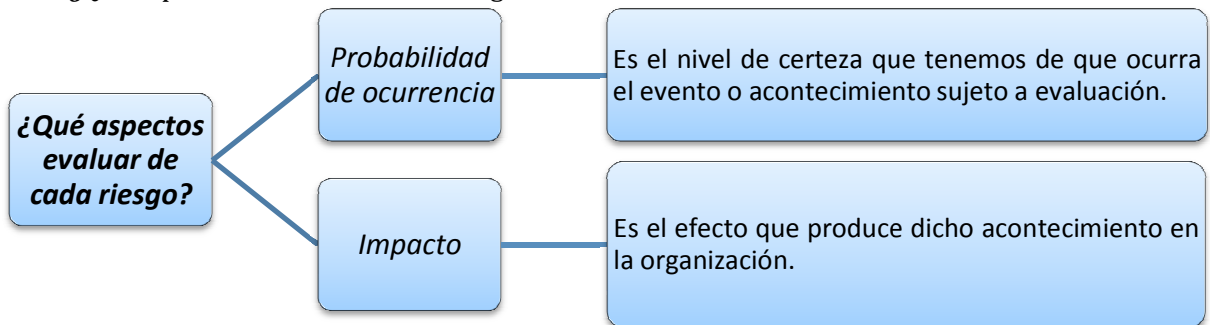 ¿Qué aspectos
evaluar de
cada riesgo?
Probabilidad
de ocurrencia
Es el nivel de certeza que tenemos de que ocurra
el evento o acontecimiento sujeto a evaluación.
Impacto
Es el efecto que produce dicho acontecimiento en
la organización.